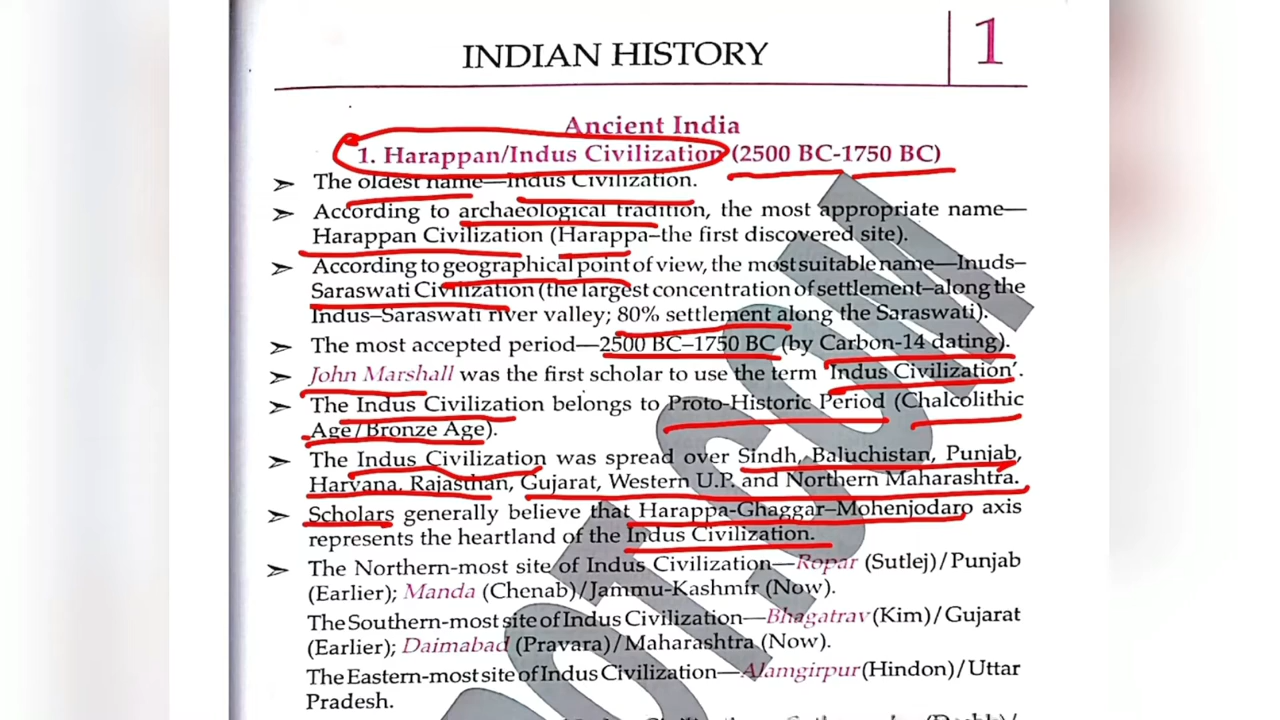 INDIAN HISTORY
1
Ancient India
1. Harappan/Indus Civilization (2500 BC-1750 BC)
➢ The oldest name—Indus Civilization.
➢ According to archaeological tradition, the most appropriate name—
Harappan Civilization (Harappa–the first discovered site).
➢ According to geographical point of view, the most suitable name—Inuds–
Saraswati Civilization (the largest concentration of settlement–along the
Indus–Saraswati river valley; 80% settlement along the Saraswati).
➢ The most accepted period—2500 BC–1750 BC (by Carbon-14 dating).
➢ John Marshall was the first scholar to use the term 'Indus Civilization'.
➢ The Indus Civilization belongs to Proto-Historic Period (Chalcolithic
Age/Bronze Age).
➢ The Indus Civilization was spread over Sindh, Baluchistan, Punjab,
Haryana, Rajasthan, Gujarat, Western U.P. and Northern Maharashtra.
➢ Scholars generally believe that Harappa-Ghaggar–Mohenjodaro axis
represents the heartland of the Indus Civilization.
➢ The Northern-most site of Indus Civilization—Ropar (Sutlej)/Punjab
(Earlier); Manda (Chenab)/Jammu-Kashmir (Now).
The Southern-most site of Indus Civilization—Bhagatrav (Kim)/Gujarat
(Earlier); Daimabad (Pravara)/Maharashtra (Now).
The Eastern-most site of Indus Civilization—Alamgirpur (Hindon)/Uttar
Pradesh.